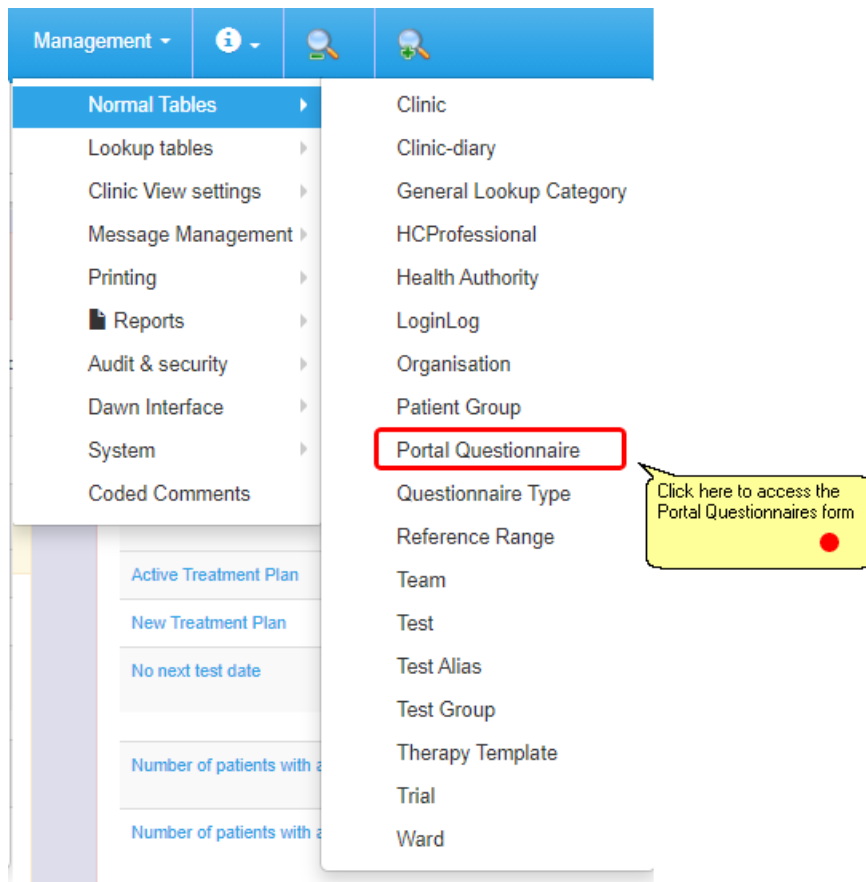 Management
Normal Tables
Lookup tables
Clinic View settings
Message Management
Printing
Reports
Audit & security
Dawn Interface
System
Coded Comments
Clinic
Clinic-diary
General Lookup Category
HCProfessional
Health Authority
LoginLog
Organisation
Patient Group
Portal Questionnaire
Questionnaire Type
Reference Range
Team
Test
Test Alias
Test Group
Therapy Template
Trial
Ward
Click here to access the
Portal Questionnaires form
Active Treatment Plan
New Treatment Plan
No next test date
Number of patients with a
Number of patients with a